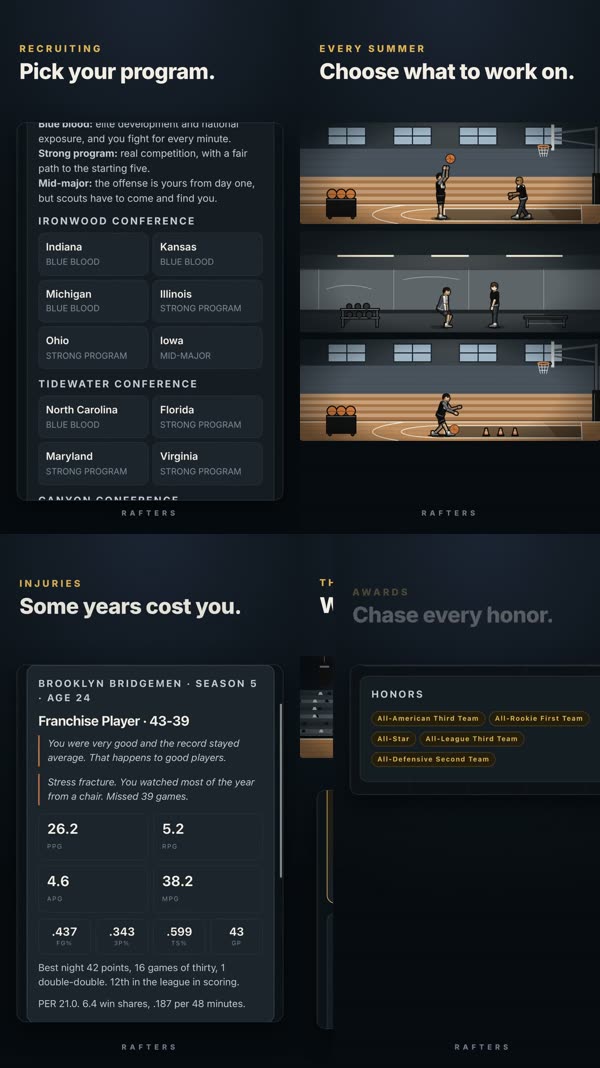 RECRUITING
Pick your program.
Blue blood: elite development and national
exposure, and you fight for every minute.
Strong program: real competition, with a fair
path to the starting five.
Mid-major: the offense is yours from day one,
but scouts have to come and find you.
IRONWOOD CONFERENCE
Indiana
BLUE BLOOD
Kansas
BLUE BLOOD
Michigan
BLUE BLOOD
Illinois
STRONG PROGRAM
Ohio
STRONG PROGRAM
Iowa
MID-MAJOR
TIDEWATER CONFERENCE
North Carolina
BLUE BLOOD
Florida
STRONG PROGRAM
Maryland
STRONG PROGRAM
Virginia
STRONG PROGRAM
CANYON CONFERENCE
RAFTERS
EVERY SUMMER
Choose what to work on.
RAFTERS
INJURIES
Some years cost you.
BROOKLYN BRIDGEMEN · SEASON 5
· AGE 24
Franchise Player · 43-39
You were very good and the record stayed
average. That happens to good players.
Stress fracture. You watched most of the year
from a chair. Missed 39 games.
26.2
PPG
5.2
RPG
4.6
APG
38.2
MPG
.437
FG%
.343
3P%
.599
TS%
43
GP
Best night 42 points, 16 games of thirty, 1
double-double. 12th in the league in scoring.
PER 21.0. 6.4 win shares, .187 per 48 minutes.
RAFTERS
AWARDS
Chase every honor.
HONORS
All-American Third Team
All-Rookie First Team
All-Star
All-League Third Team
All-Defensive Second Team
RAFTERS